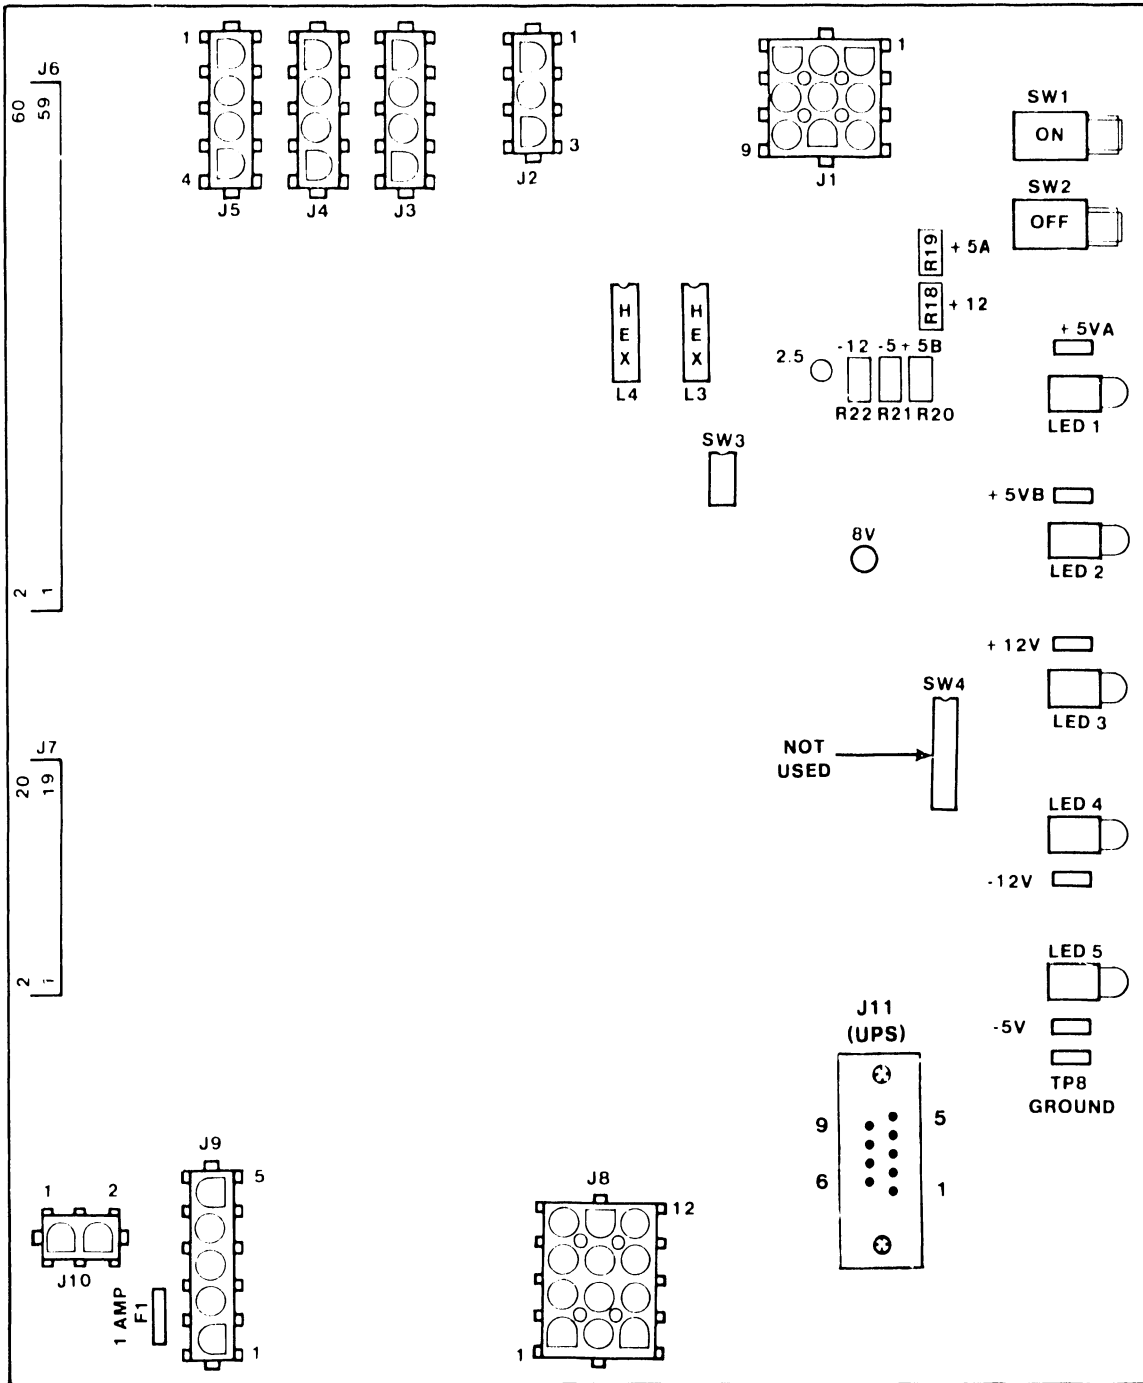 1
4
J5
J4
J3
1
3
J2
1
9
J1
SW1
ON
SW2
OFF
J6
60
59
2
1
R19
+ 5A
R18
+ 12
HEX
L4
HEX
L3
2.5
-12
-5
+ 5B
R22
R21
R20
+ 5VA
LED 1
SW3
+ 5VB
LED 2
8V
+ 12V
LED 3
SW4
NOT
USED
J7
20
19
2
1
LED 4
-12V
LED 5
-5V
TP8
GROUND
J11
(UPS)
9
5
6
1
J9
5
1
1
2
J10
1 AMP
F1
J8
12
1